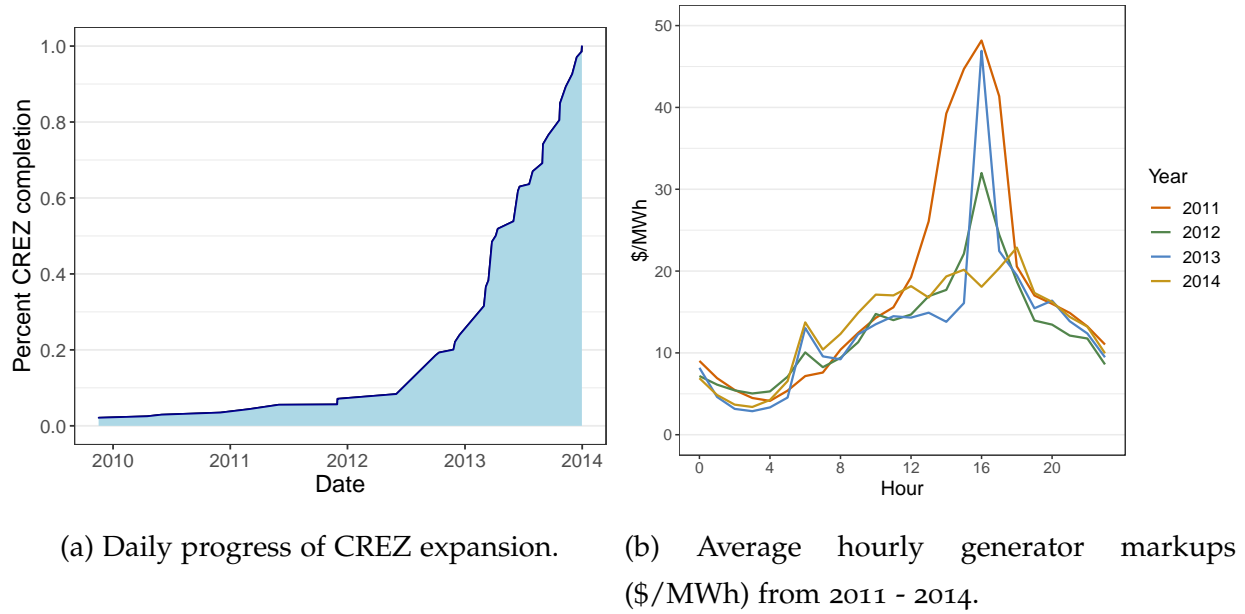 Percent CREZ completion
1.0
0.8
0.6
0.4
0.2
0.0
2010 2011 2012 2013 2014
Date
(a) Daily progress of CREZ expansion.
$/MWh
50
40
30
20
10
0
0 4 8 12 16 20
Hour
Year
2011
2012
2013
2014
(b) Average hourly generator markups
($/MWh) from 2011 - 2014.